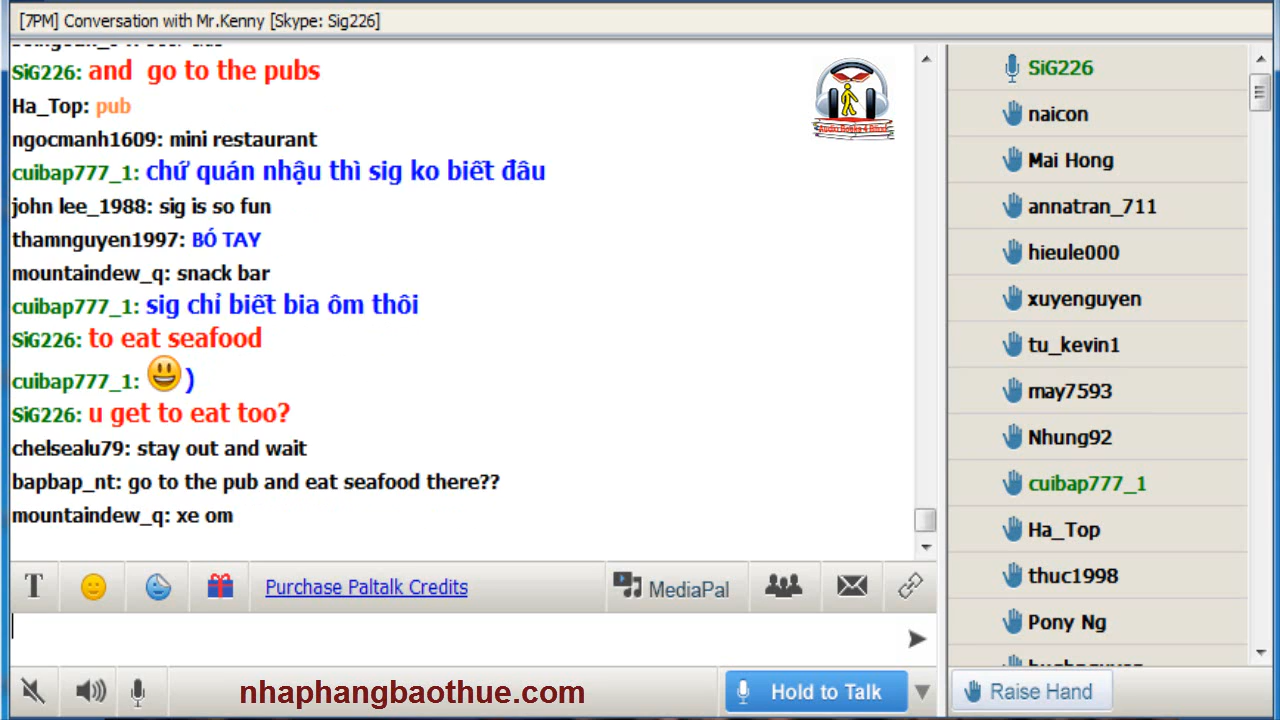 [7PM] Conversation with Mr.Kenny [Skype: Sig226]
SiG226: and go to the pubs
Ha_Top: pub
ngocmanh1609: mini restaurant
cuibap777_1: chứ quán nhậu thì sig ko biết đâu
john lee_1988: sig is so fun
thamnguyen1997: BÓ TAY
mountaindew_q: snack bar
cuibap777_1: sig chỉ biết bia ôm thôi
SiG226: to eat seafood
cuibap777_1: )
SiG226: u get to eat too?
chelsealu79: stay out and wait
bapbap_nt: go to the pub and eat seafood there??
mountaindew_q: xe om
SiG226
naicon
Mai Hong
annatran_711
hieule000
xuyenguyen
tu_kevin1
may7593
Nhung92
cuibap777_1
Ha_Top
thuc1998
Pony Ng
T
Purchase Paltalk Credits
MediaPal
nhaphangbaothue.com
Hold to Talk
Raise Hand